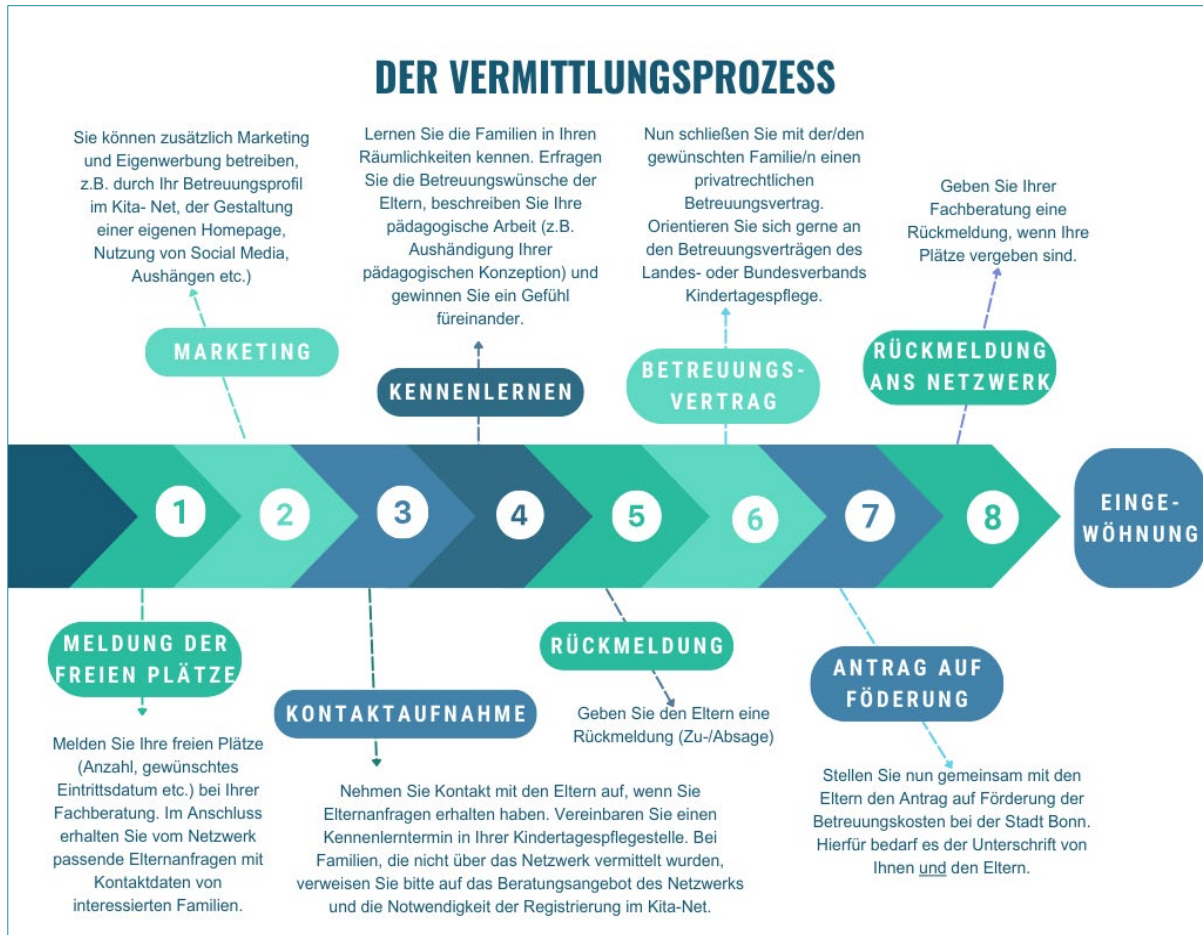 DER VERMITTLUNGSPROZESS
Sie können zusätzlich Marketing
und Eigenwerbung betreiben,
z.B. durch Ihr Betreuungsprofil
im Kita- Net, der Gestaltung
einer eigenen Homepage,
Nutzung von Social Media,
Aushängen etc.)
MARKETING
Lernen Sie die Familien in Ihren
Räumlichkeiten kennen. Erfragen
Sie die Betreuungswünsche der
Eltern, beschreiben Sie Ihre
pädagogische Arbeit (z.B.
Aushändigung Ihrer
pädagogischen Konzeption) und
gewinnen Sie ein Gefühl
füreinander.
KENNENLERNEN
Nun schließen Sie mit der/den
gewünschten Familie/n einen
privatrechtlichen
Betreuungsvertrag.
Orientieren Sie sich gerne an
den Betreuungsverträgen des
Landes- oder Bundesverbands
Kindertagespflege.
BETREUUNGS-
VERTRAG
Geben Sie Ihrer
Fachberatung eine
Rückmeldung, wenn Ihre
Plätze vergeben sind.
RÜCKMELDUNG
ANS NETZWERK
1
2
3
4
5
6
7
8
EINGE-
WÖHNUNG
MELDUNG DER
FREIEN PLÄTZE
Melden Sie Ihre freien Plätze
(Anzahl, gewünschtes
Eintrittsdatum etc.) bei Ihrer
Fachberatung. Im Anschluss
erhalten Sie vom Netzwerk
passende Elternanfragen mit
Kontaktdaten von
interessierten Familien.
KONTAKTAUFNAHME
Nehmen Sie Kontakt mit den Eltern auf, wenn Sie
Elternanfragen erhalten haben. Vereinbaren Sie einen
Kennenlerntermin in Ihrer Kindertagespflegestelle. Bei
Familien, die nicht über das Netzwerk vermittelt wurden,
verweisen Sie bitte auf das Beratungsangebot des Netzwerks
und die Notwendigkeit der Registrierung im Kita-Net.
RÜCKMELDUNG
Geben Sie den Eltern eine
Rückmeldung (Zu-/Absage)
ANTRAG AUF
FÖDERUNG
Stellen Sie nun gemeinsam mit den
Eltern den Antrag auf Förderung der
Betreuungskosten bei der Stadt Bonn.
Hierfür bedarf es der Unterschrift von
Ihnen und den Eltern.